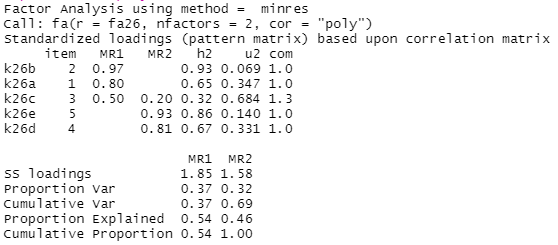 Factor Analysis using method =  minres
Call: fa(r = fa26, nfactors = 2, cor = "poly")
Standardized loadings (pattern matrix) based upon correlation matrix
     item  MR1   MR2   h2    u2 com
k26b    2 0.97       0.93 0.069 1.0
k26a    1 0.80       0.65 0.347 1.0
k26c    3 0.50  0.20 0.32 0.684 1.3
k26e    5       0.93 0.86 0.140 1.0
k26d    4       0.81 0.67 0.331 1.0
                       MR1  MR2
SS loadings           1.85 1.58
Proportion Var        0.37 0.32
Cumulative Var        0.37 0.69
Proportion Explained  0.54 0.46
Cumulative Proportion 0.54 1.00